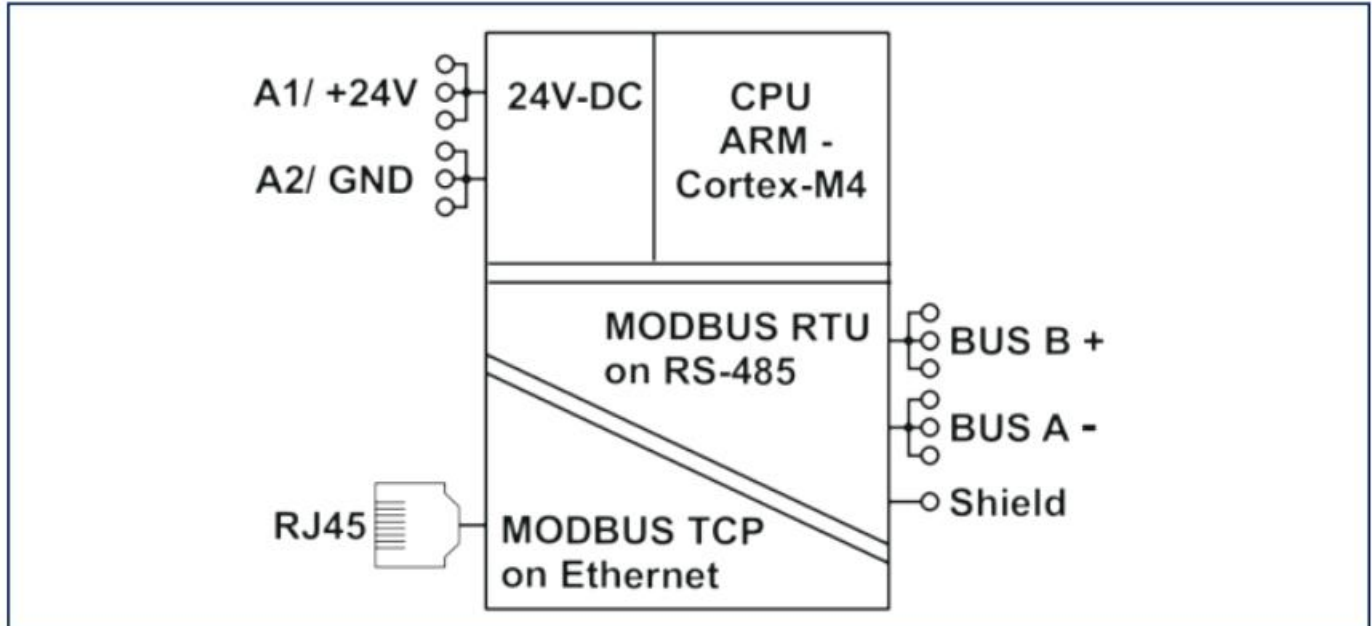 A1/ +24V
A2/ GND
24V-DC
CPU
ARM -
Cortex-M4
MODBUS RTU
on RS-485
BUS B +
BUS A -
Shield
RJ45
MODBUS TCP
on Ethernet